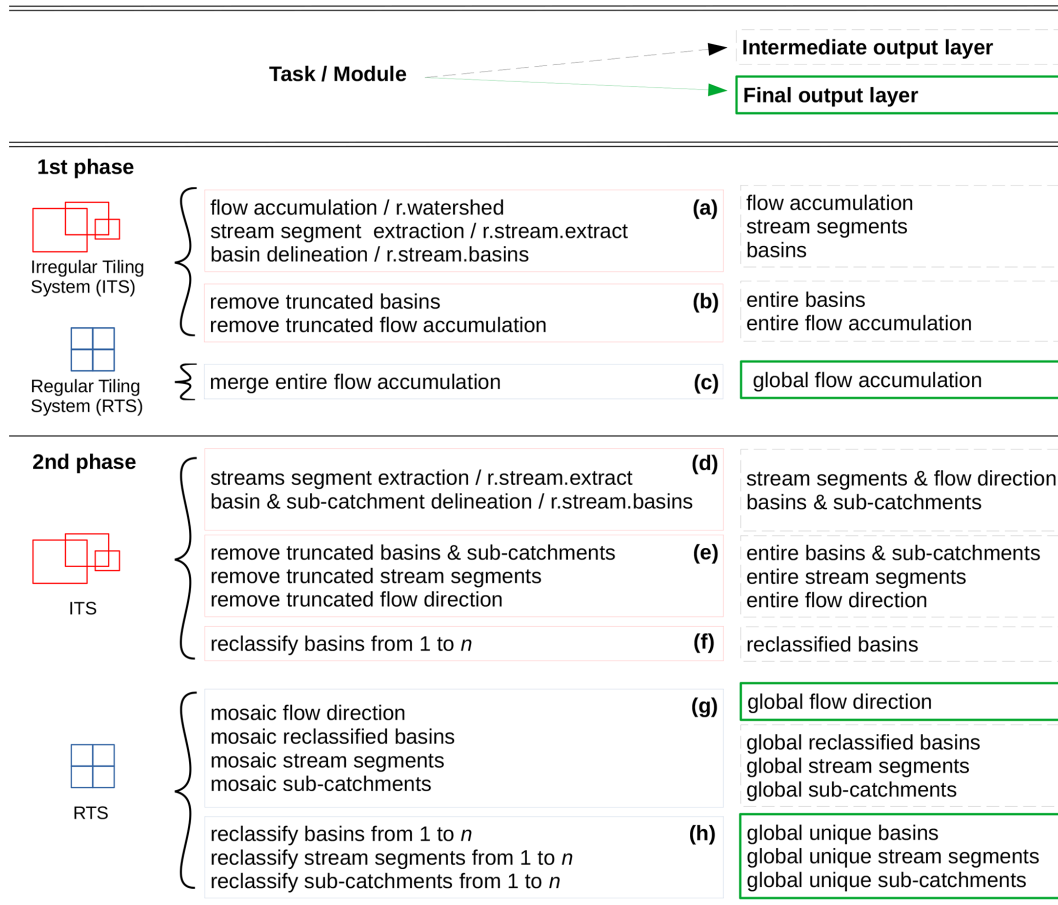 Task / Module
Intermediate output layer
Final output layer
1st phase
Irregular Tiling
System (ITS)
flow accumulation / r.watershed
stream segment  extraction / r.stream.extract
basin delineation / r.stream.basins
(a)
flow accumulation
stream segments
basins
remove truncated basins
remove truncated flow accumulation
(b)
entire basins
entire flow accumulation
Regular Tiling
System (RTS)
merge entire flow accumulation
(c)
global flow accumulation
2nd phase
ITS
streams segment extraction / r.stream.extract
basin & sub-catchment delineation / r.stream.basins
(d)
stream segments & flow direction
basins & sub-catchments
remove truncated basins & sub-catchments
remove truncated stream segments
remove truncated flow direction
(e)
entire basins & sub-catchments
entire stream segments
entire flow direction
reclassify basins from 1 to n
(f)
reclassified basins
RTS
mosaic flow direction
mosaic reclassified basins
mosaic stream segments
mosaic sub-catchments
(g)
global flow direction
global reclassified basins
global stream segments
global sub-catchments
reclassify basins from 1 to n
reclassify stream segments from 1 to n
reclassify sub-catchments from 1 to n
(h)
global unique basins
global unique stream segments
global unique sub-catchments